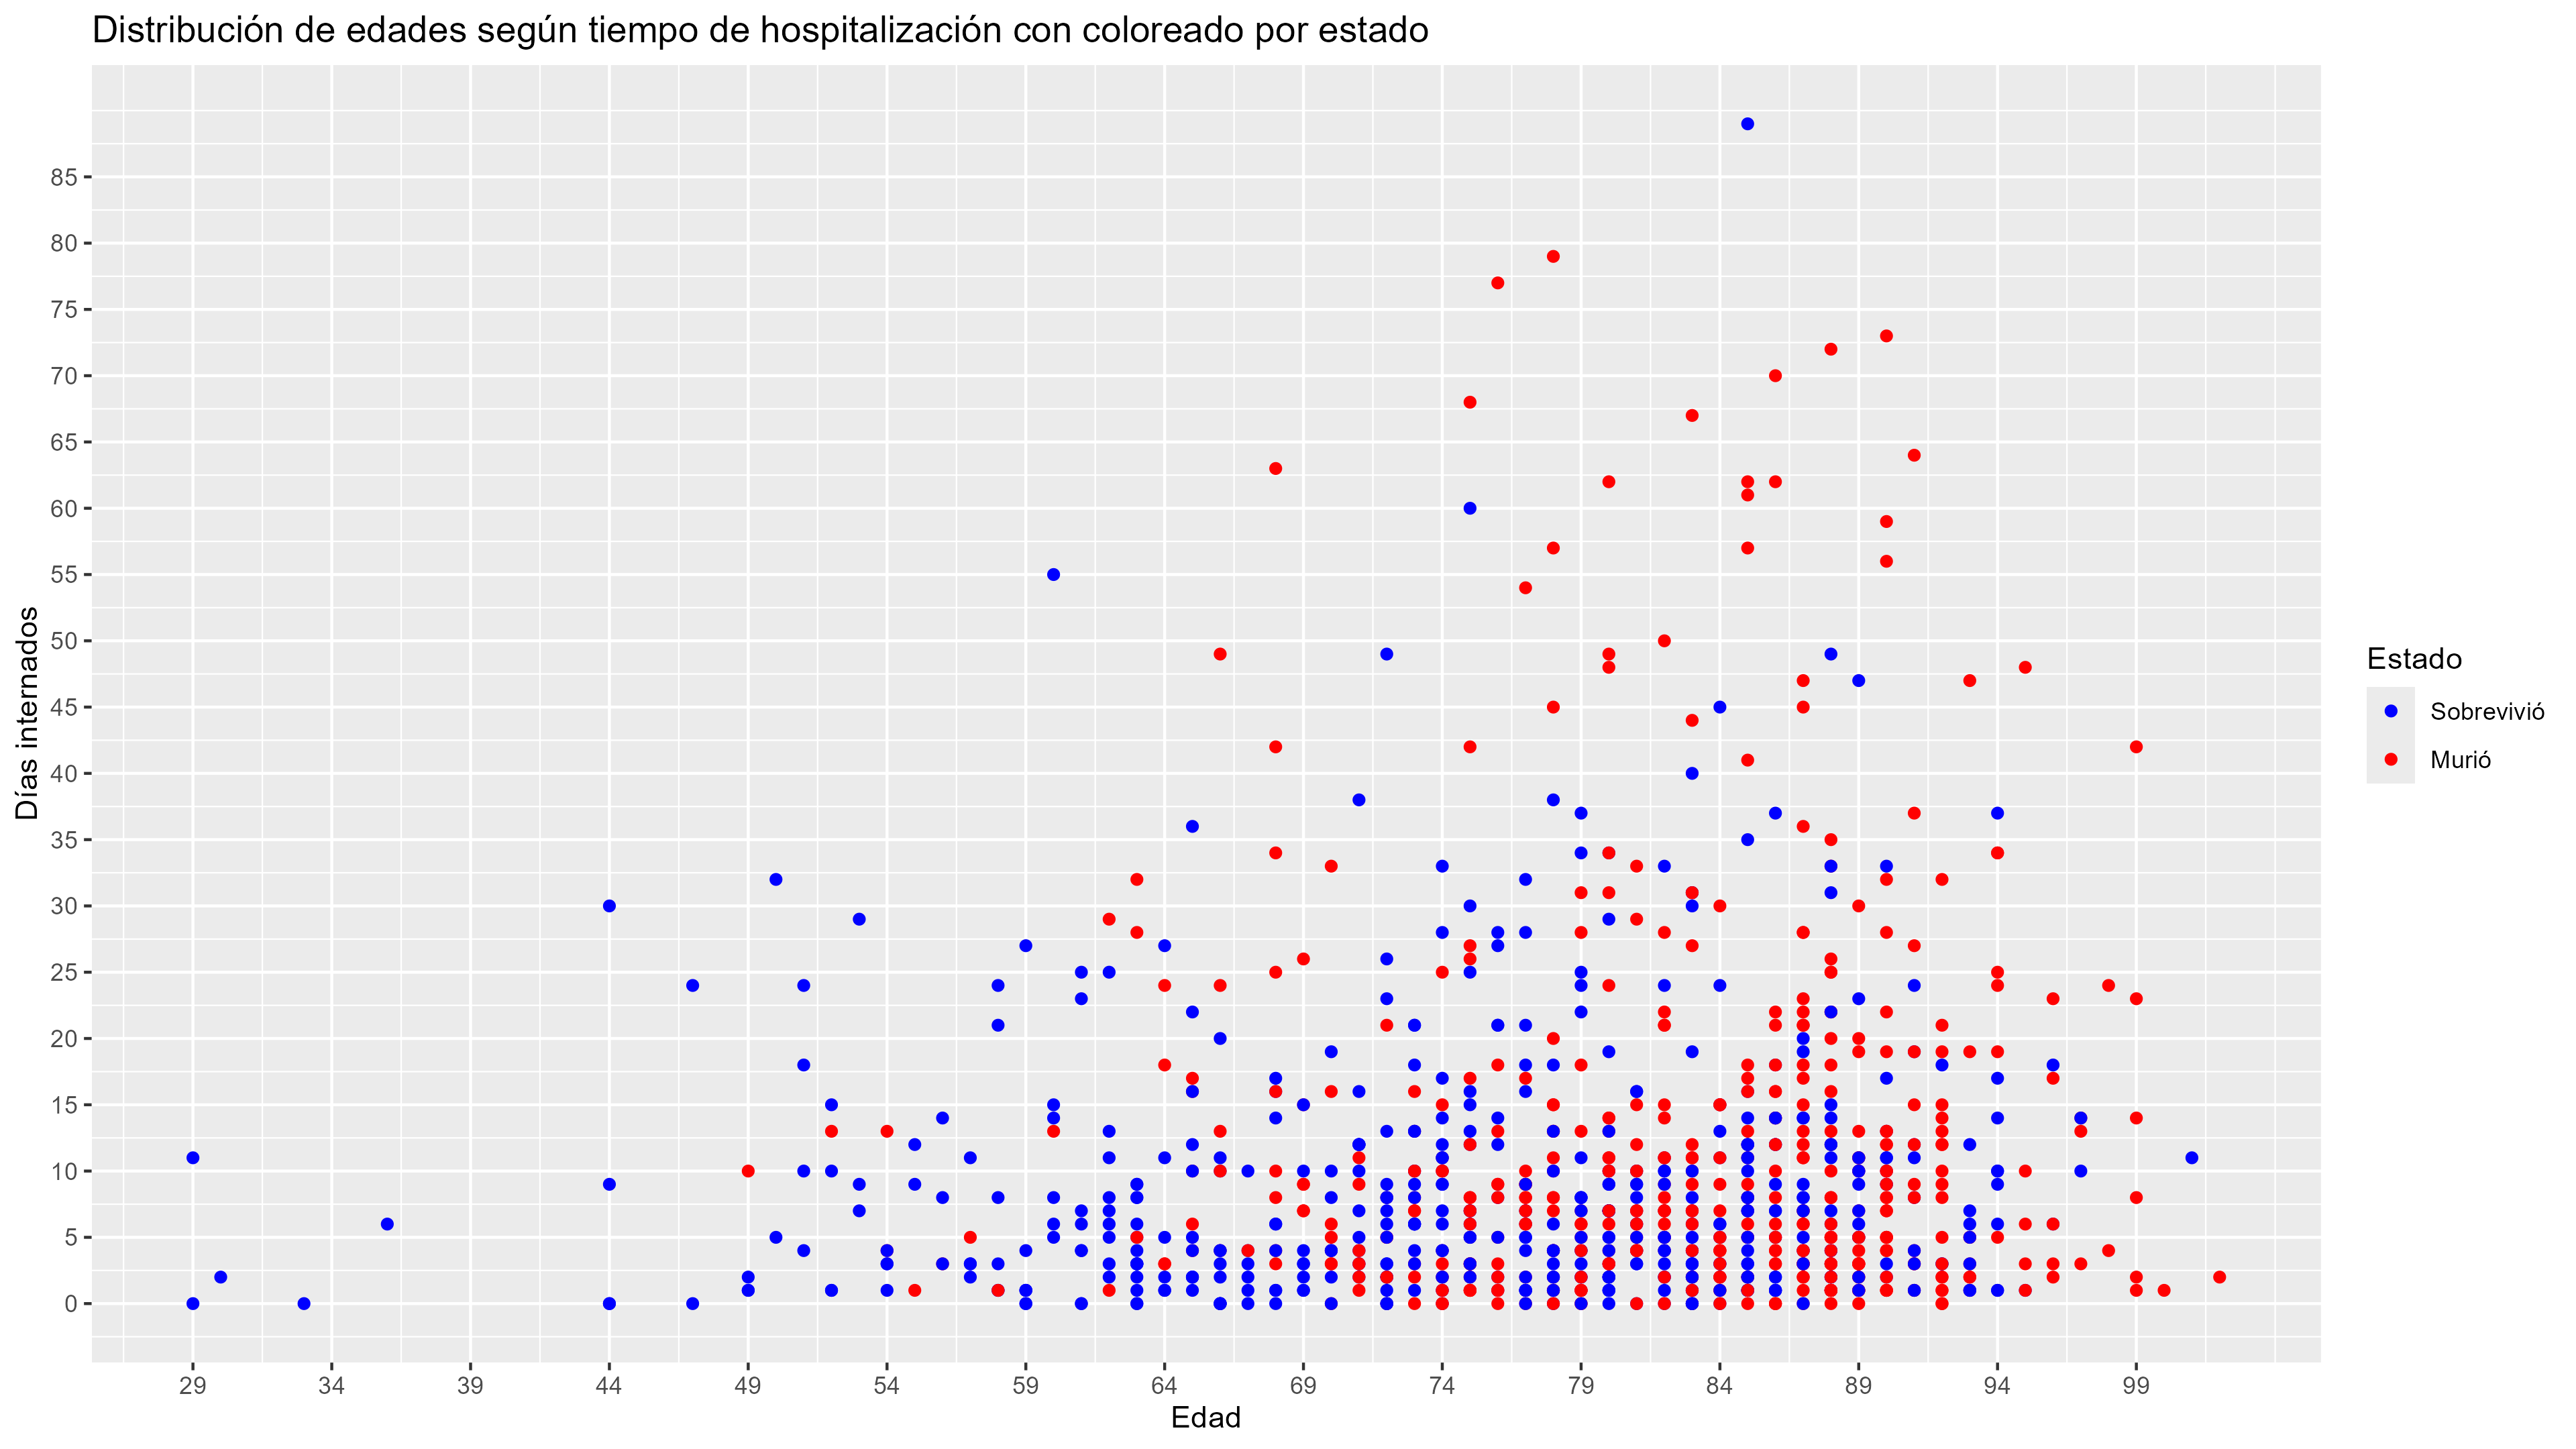 Distribución de edades según tiempo de hospitalización con coloreado por estado
Días internados
85
80
75
70
65
60
55
50
45
40
35
30
25
20
15
10
5
0
29 34 39 44 49 54 59 64 69 74 79 84 89 94 99
Edad
Estado
Sobrevivió
Murió